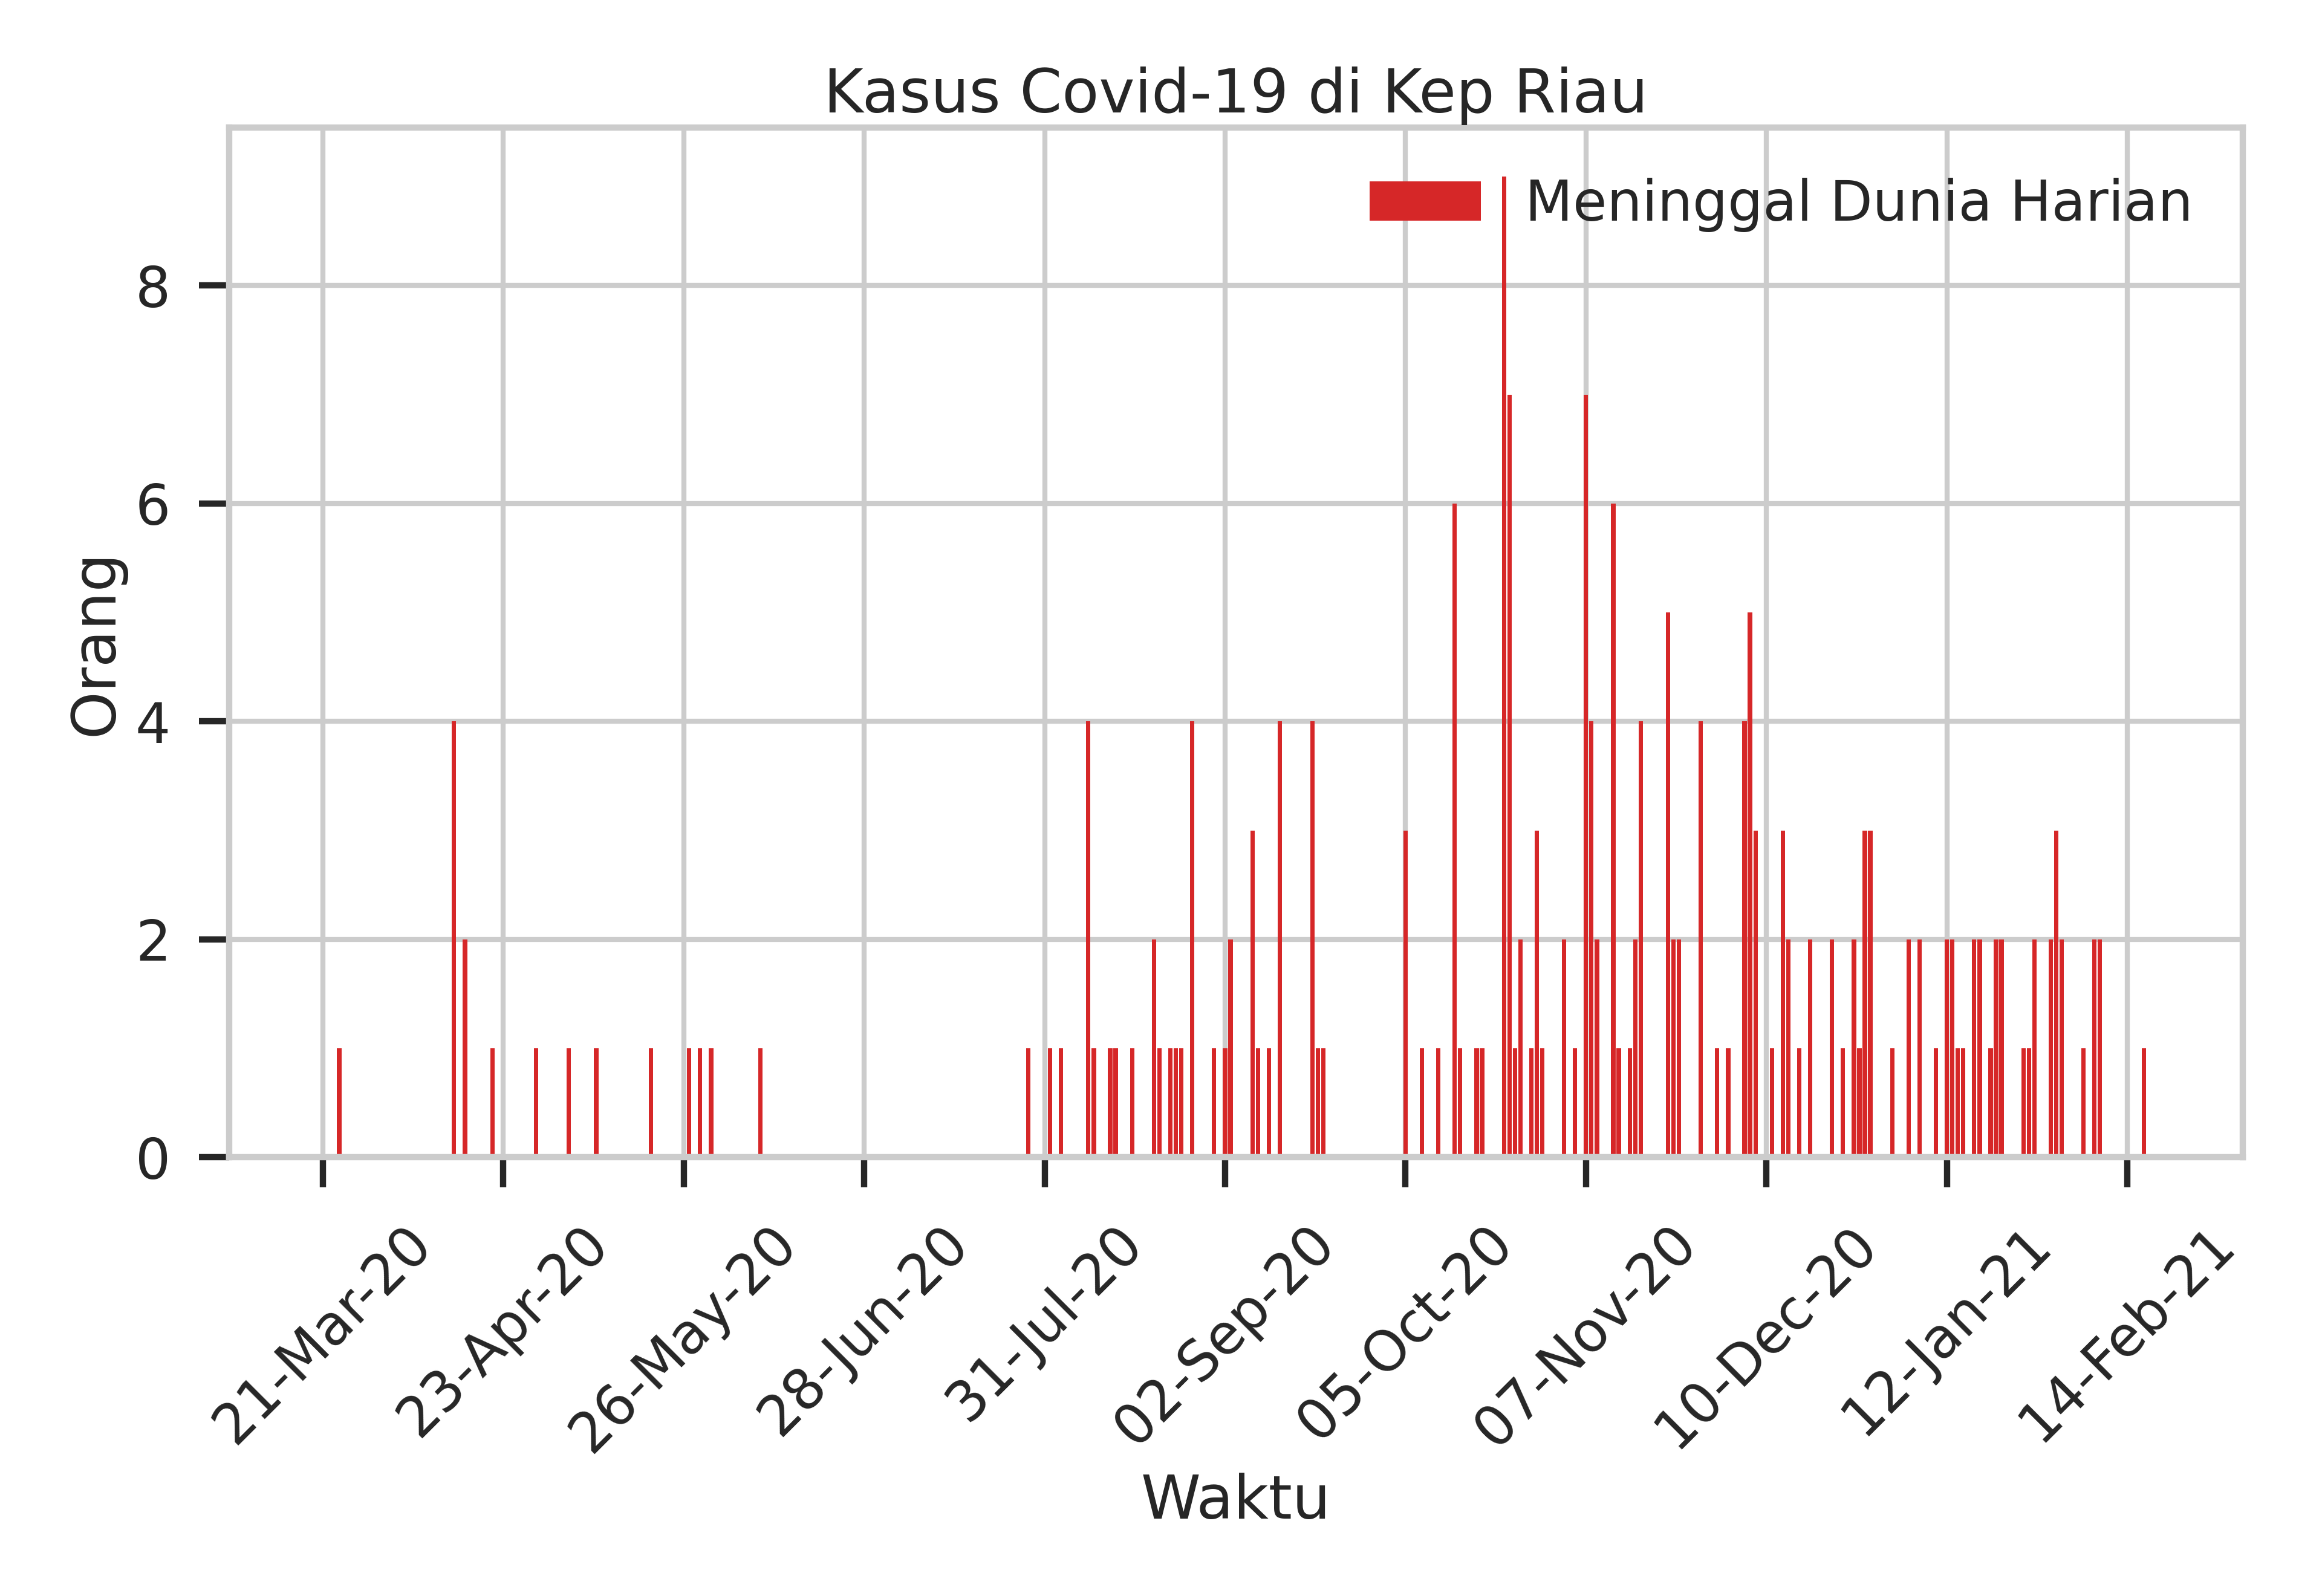 Kasus Covid-19 di Kep Riau
Meninggal Dunia Harian
Orang
8
6
4
2
0
21-Mar-20
23-Apr-20
26-May-20
28-Jun-20
31-Jul-20
02-Sep-20
05-Oct-20
07-Nov-20
10-Dec-20
12-Jan-21
14-Feb-21
Waktu